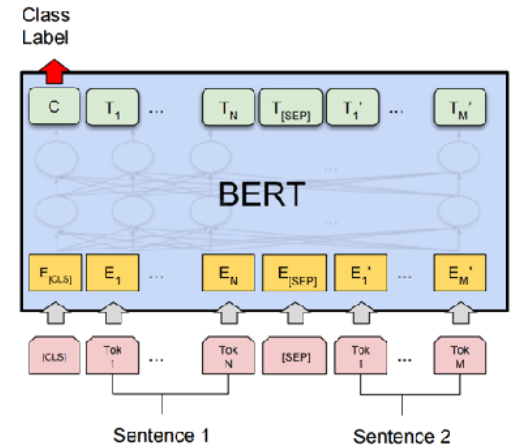 Class
Label
C T1 ... TN T[SEP] T1' ... TM'
BERT
E[CLS] E1 ... EN E[SEP] E1' ... EM'
[CLS] Tok 1 ... Tok N [SEP] Tok 1 ... Tok M
Sentence 1 Sentence 2